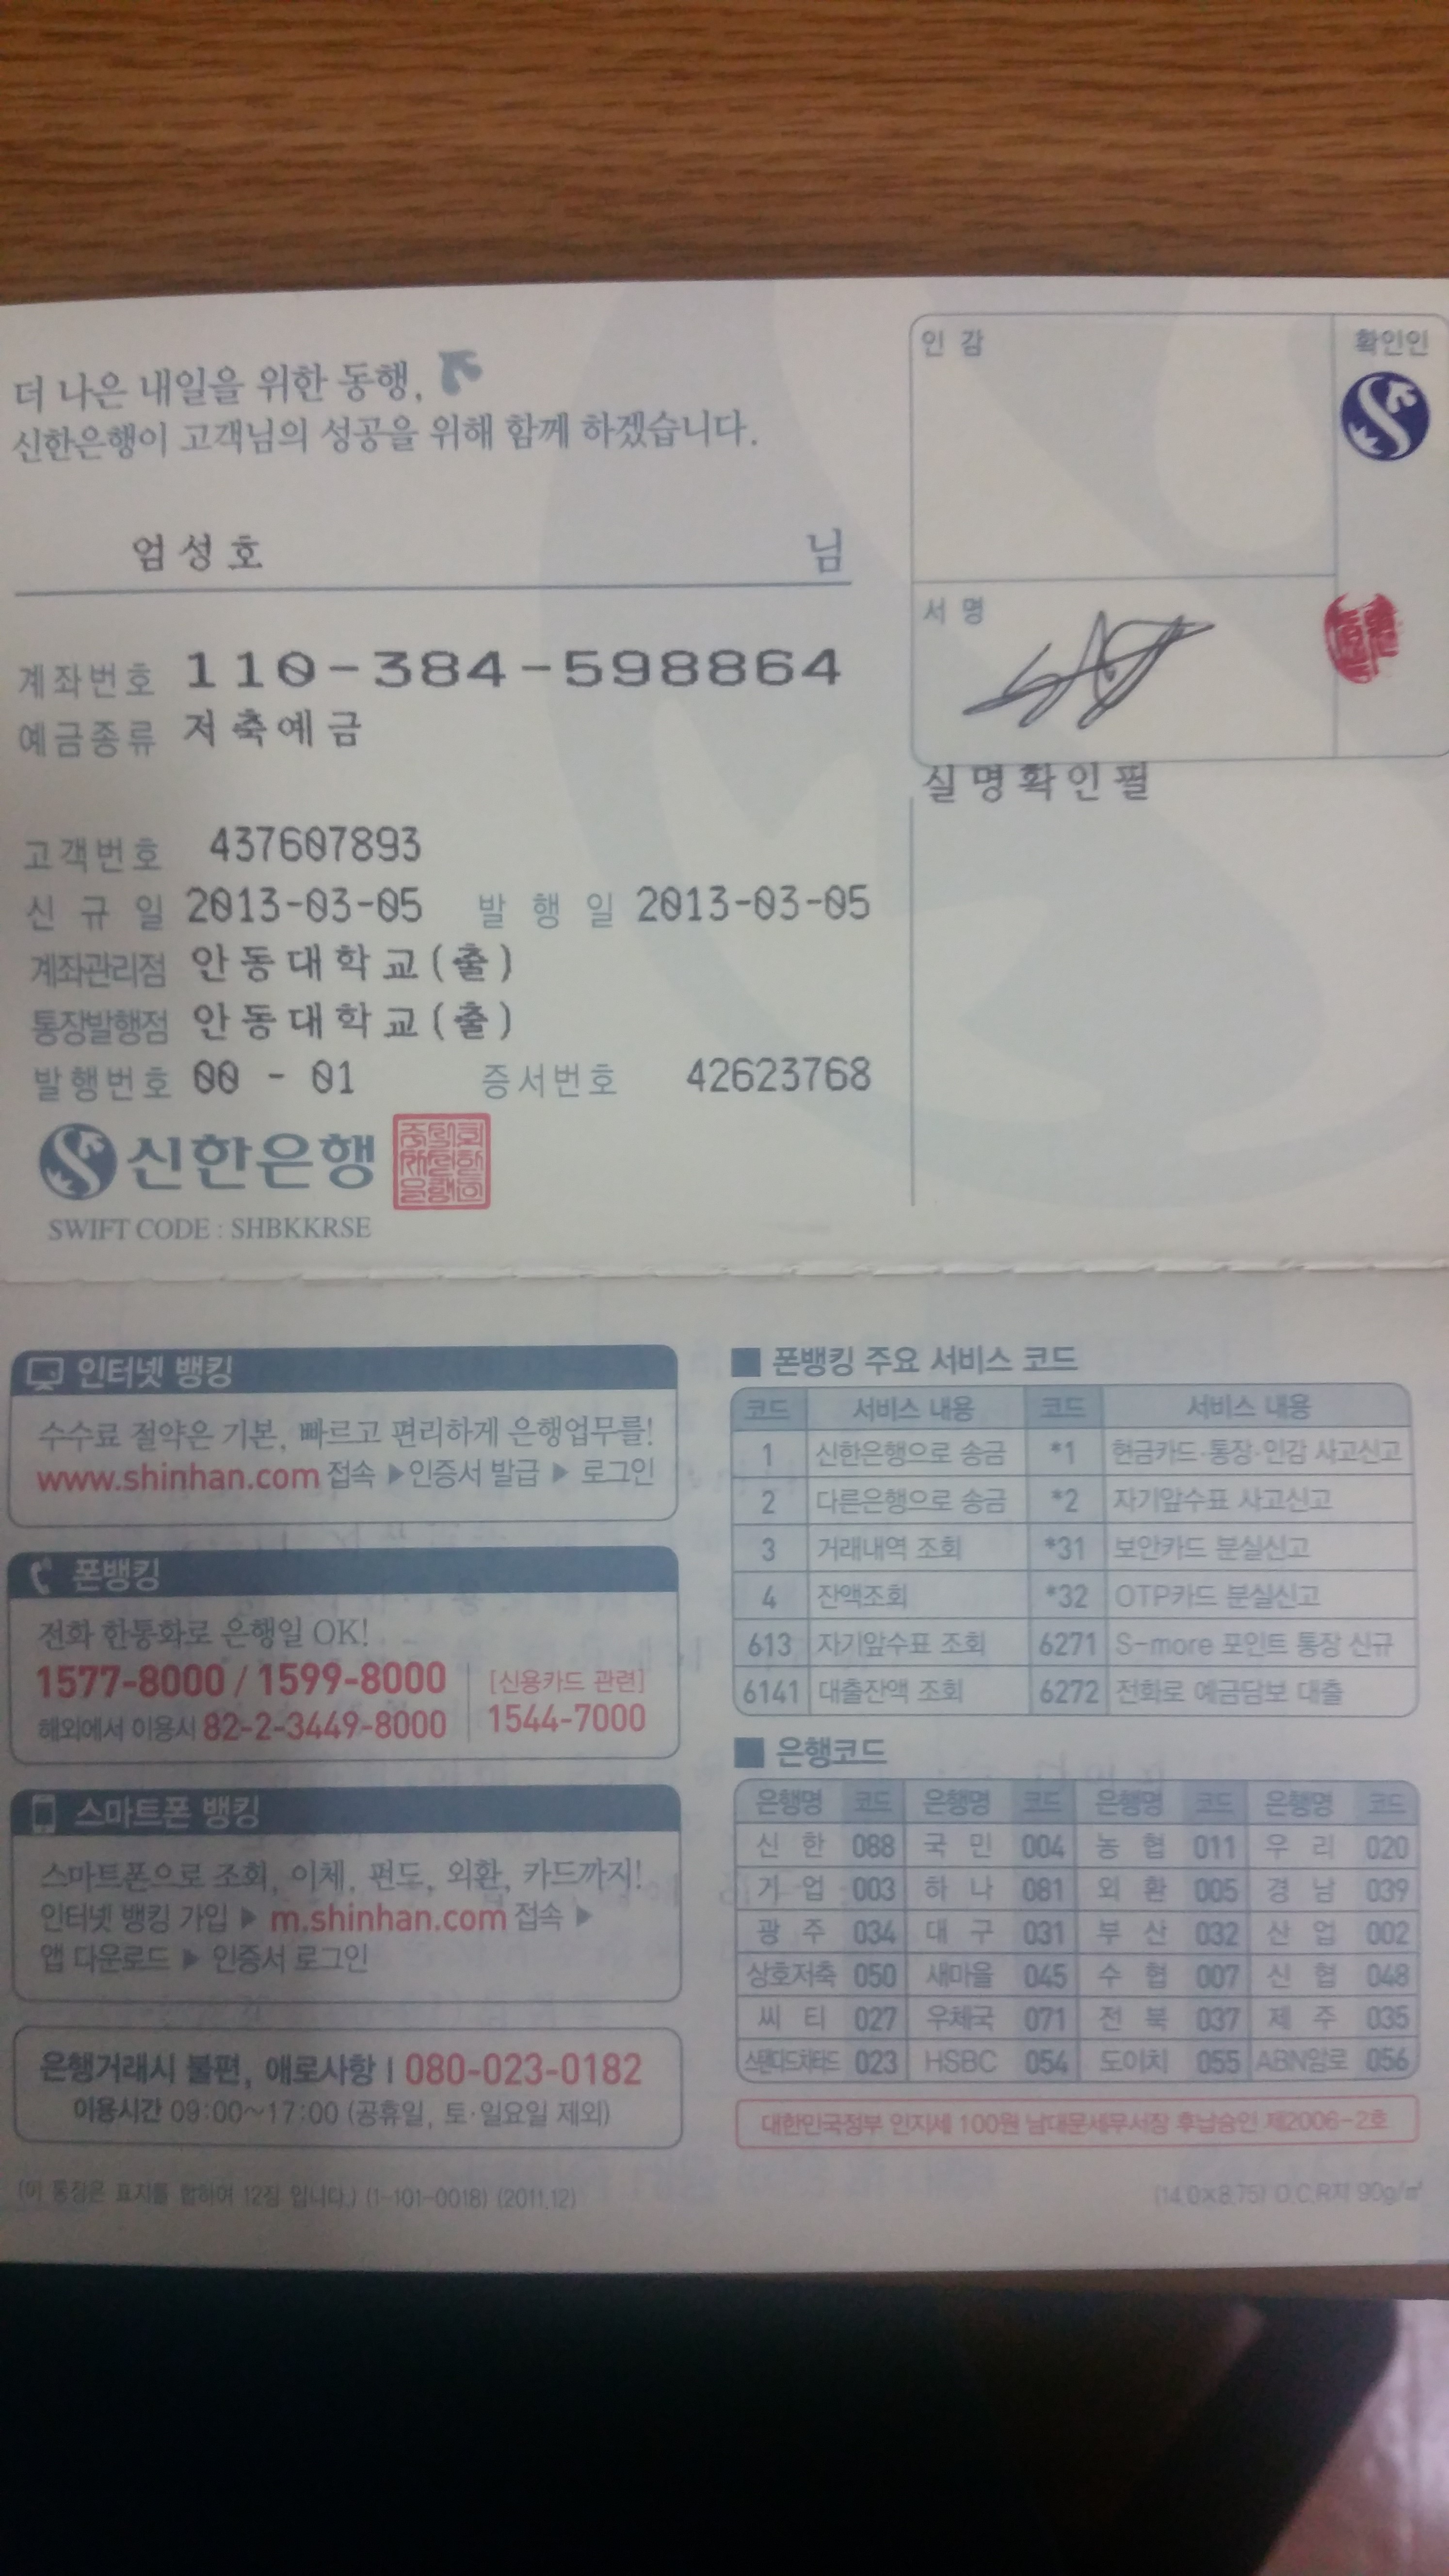 더 나은 내일을 위한 동행,
신한은행이 고객님의 성공을 위해 함께 하겠습니다.
엄성호 님
계좌번호 110-384-598864
예금종류 저축예금
고객번호 437607893
신규일 2013-03-05 발행일 2013-03-05
계좌관리점 안동대학교(출)
통장발행점 안동대학교(출)
발행번호 00 - 01 증서번호 42623768
신한은행
SWIFT CODE : SHBKKRSE
인감 확인인
서명
실명확인필
인터넷 뱅킹
수수료 절약은 기본, 빠르고 편리하게 은행업무를!
www.shinhan.com 접속 ▶ 인증서 발급 ▶ 로그인
폰뱅킹
전화 한통화로 은행일 OK!
1577-8000 / 1599-8000 [신용카드 관련]
해외에서 이용시 82-2-3449-8000 1544-7000
스마트폰 뱅킹
스마트폰으로 조회, 이체, 펀드, 외환, 카드까지!
인터넷 뱅킹 가입 ▶ m.shinhan.com 접속 ▶
앱 다운로드 ▶ 인증서 로그인
은행거래시 불편, 애로사항 | 080-023-0182
이용시간 09:00~17:00 (공휴일, 토·일요일 제외)
■ 폰뱅킹 주요 서비스 코드
코드 서비스 내용 코드 서비스 내용
1 신한은행으로 송금 *1 현금카드·통장·인감 사고신고
2 다른은행으로 송금 *2 자기앞수표 사고신고
3 거래내역 조회 *31 보안카드 분실신고
4 잔액조회 *32 OTP카드 분실신고
613 자기앞수표 조회 6271 S-more 포인트 통장 신규
6141 대출잔액 조회 6272 전화로 예금담보 대출
■ 은행코드
은행명 코드 은행명 코드 은행명 코드 은행명 코드
신한 088 국민 004 농협 011 우리 020
기업 003 하나 081 외환 005 경남 039
광주 034 대구 031 부산 032 산업 002
상호저축 050 새마을 045 수협 007 신협 048
씨티 027 우체국 071 전북 037 제주 035
스탠다드차타드 023 HSBC 054 도이치 055 ABN암로 056
대한민국정부 인지세 100원 남대문세무서장 후납승인 제2006-2호
(이 통장은 표지를 합하여 12장 입니다.) (1-101-0018) (2011.12)
(14.0×8.75) O.C.R지 90g/㎡